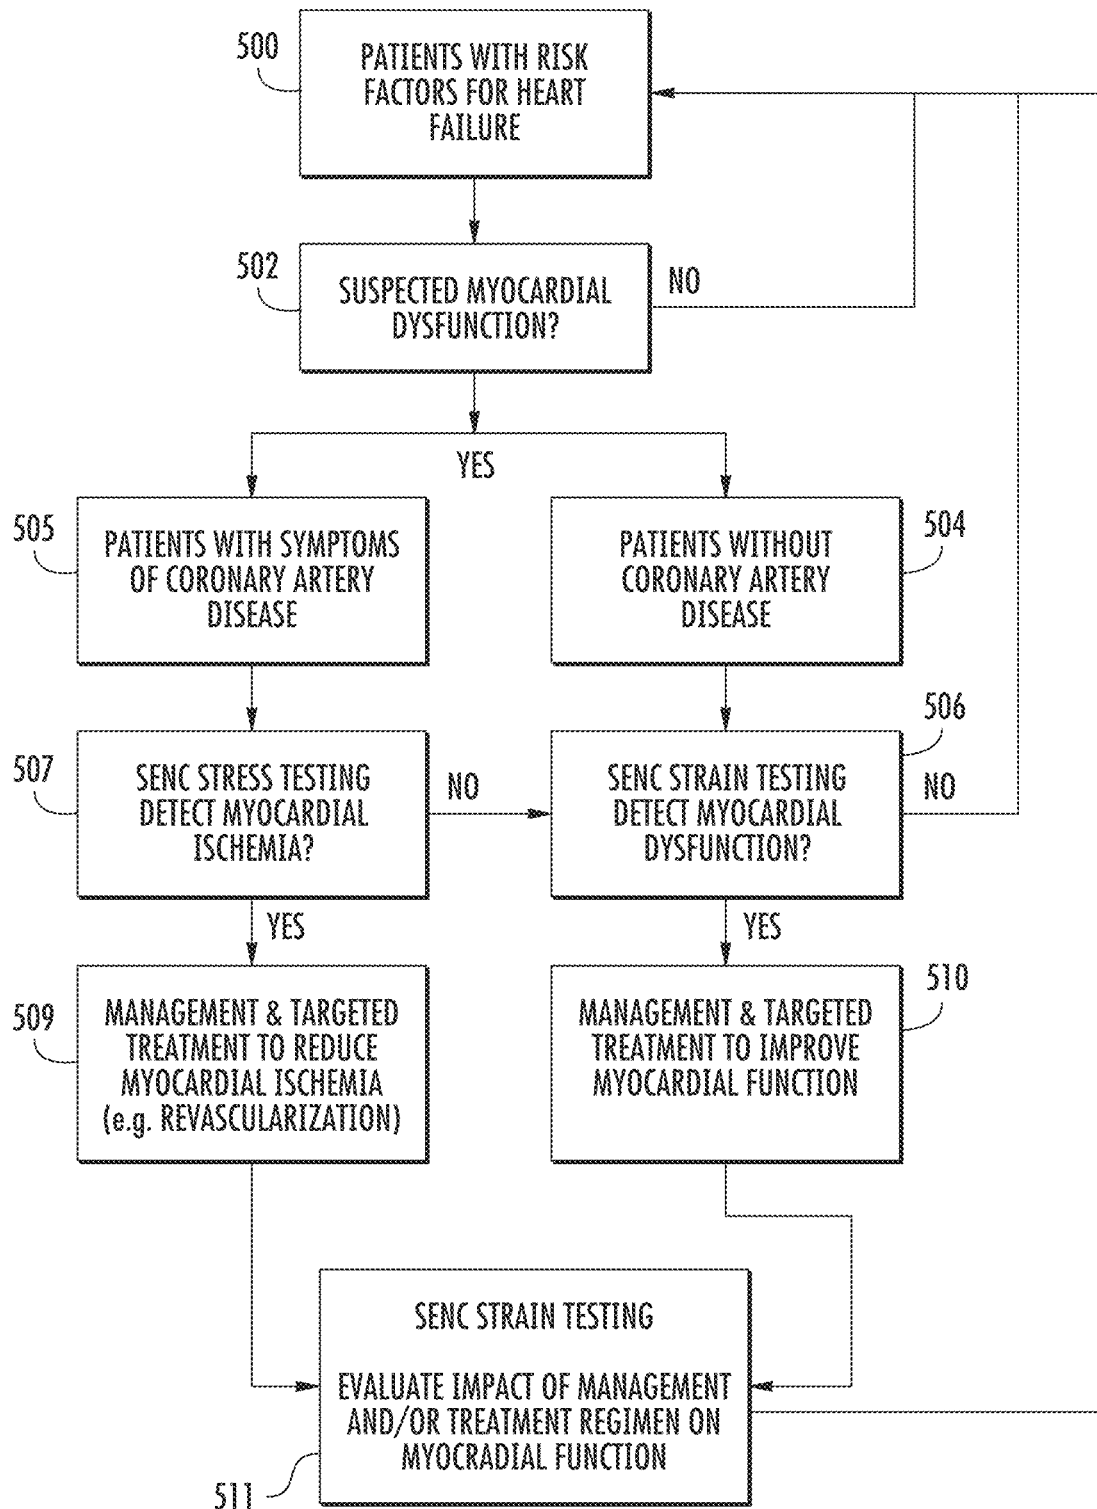 500
PATIENTS WITH RISK
FACTORS FOR HEART
FAILURE
502
SUSPECTED MYOCARDIAL
DYSFUNCTION?
NO
YES
505
PATIENTS WITH SYMPTOMS
OF CORONARY ARTERY
DISEASE
PATIENTS WITHOUT
CORONARY ARTERY
DISEASE
504
507
SENC STRESS TESTING
DETECT MYOCARDIAL
ISCHEMIA?
NO
506
SENC STRAIN TESTING
DETECT MYOCARDIAL
DYSFUNCTION?
NO
YES
YES
509
MANAGEMENT & TARGETED
TREATMENT TO REDUCE
MYOCARDIAL ISCHEMIA
(e.g. REVASCULARIZATION)
510
MANAGEMENT & TARGETED
TREATMENT TO IMPROVE
MYOCARDIAL FUNCTION
SENC STRAIN TESTING
EVALUATE IMPACT OF MANAGEMENT
AND/OR TREATMENT REGIMEN ON
MYOCRADIAL FUNCTION
511